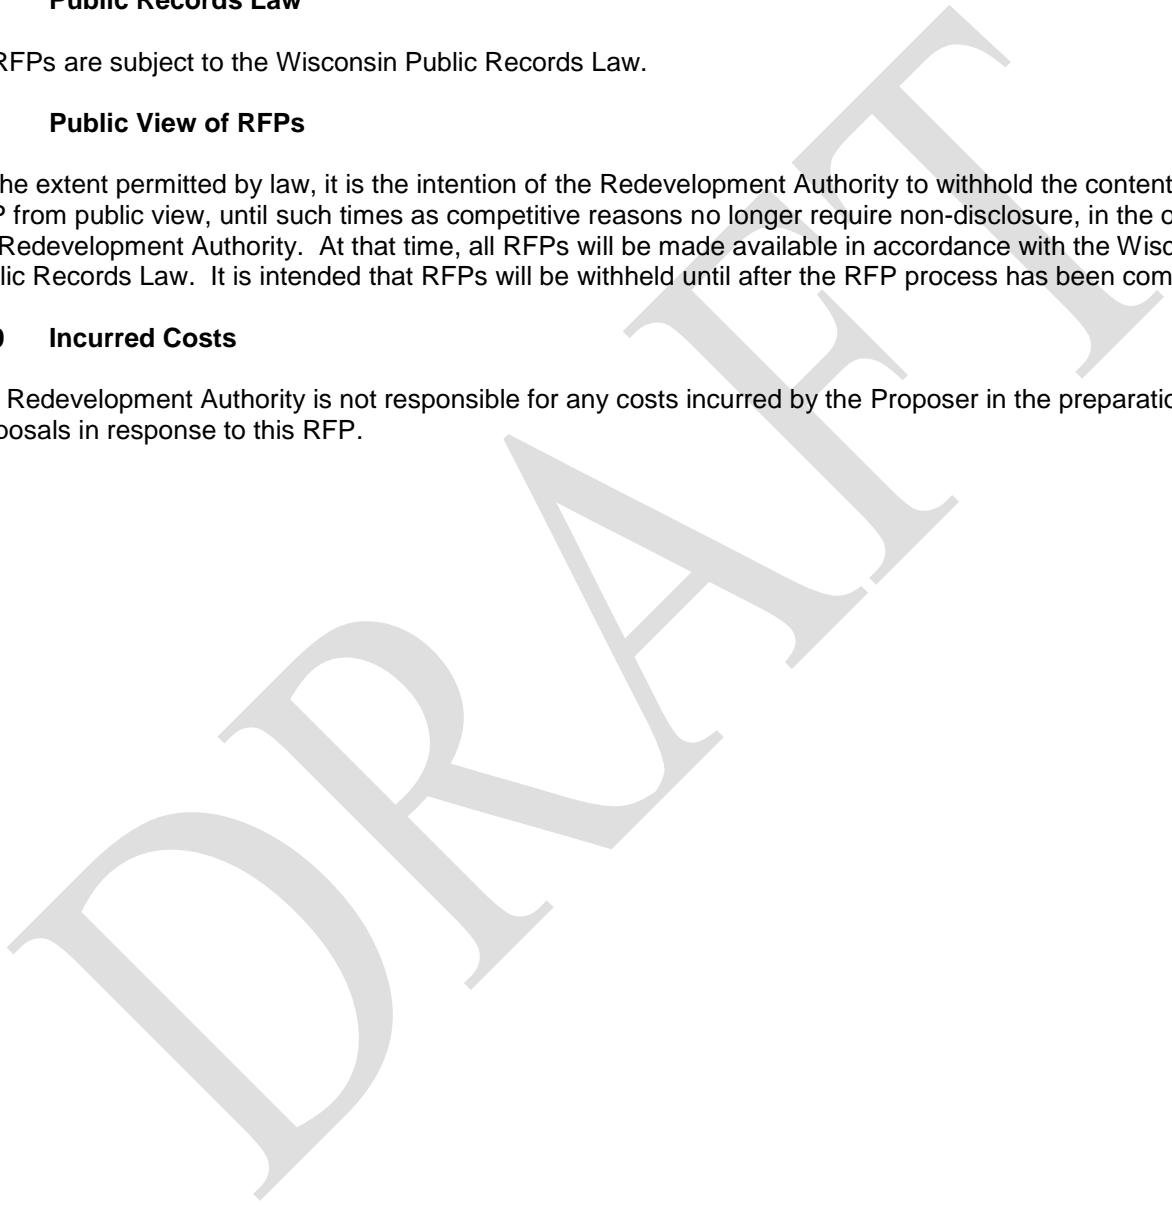 Public Records Law
RFPs are subject to the Wisconsin Public Records Law.
Public View of RFPs
he extent permitted by law, it is the intention of the Redevelopment Authority to withhold the content
P from public view, until such times as competitive reasons no longer require non-disclosure, in the o
Redevelopment Authority.  At that time, all RFPs will be made available in accordance with the Wisc
lic Records Law.  It is intended that RFPs will be withheld until after the RFP process has been com
0 Incurred Costs
Redevelopment Authority is not responsible for any costs incurred by the Proposer in the preparatio
osals in response to this RFP.
DRAFT